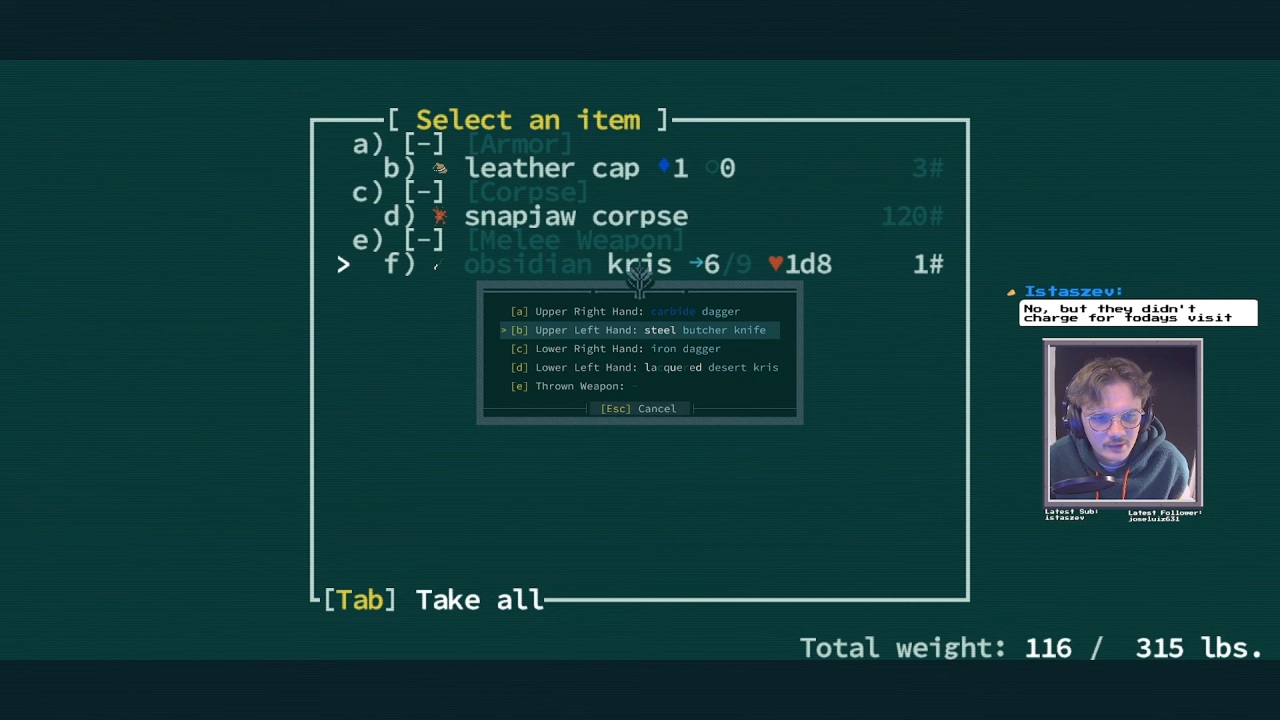 [ Select an item ]
a) [-] [Armor]
b) leather cap ♦1 ○0 3#
c) [-] [Corpse]
d) snapjaw corpse 120#
e) [-] [Melee Weapon]
> f) obsidian kris →6/9 ♥1d8 1#
[a] Upper Right Hand: carbide dagger
> [b] Upper Left Hand: steel butcher knife
[c] Lower Right Hand: iron dagger
[d] Lower Left Hand: lacquered desert kris
[e] Thrown Weapon: -
[Esc] Cancel
[Tab] Take all
Total weight: 116 / 315 lbs.
Istaszev:
No, but they didn't
charge for todays visit
Latest Sub:
istaszev
Latest Follower:
joseluiz631